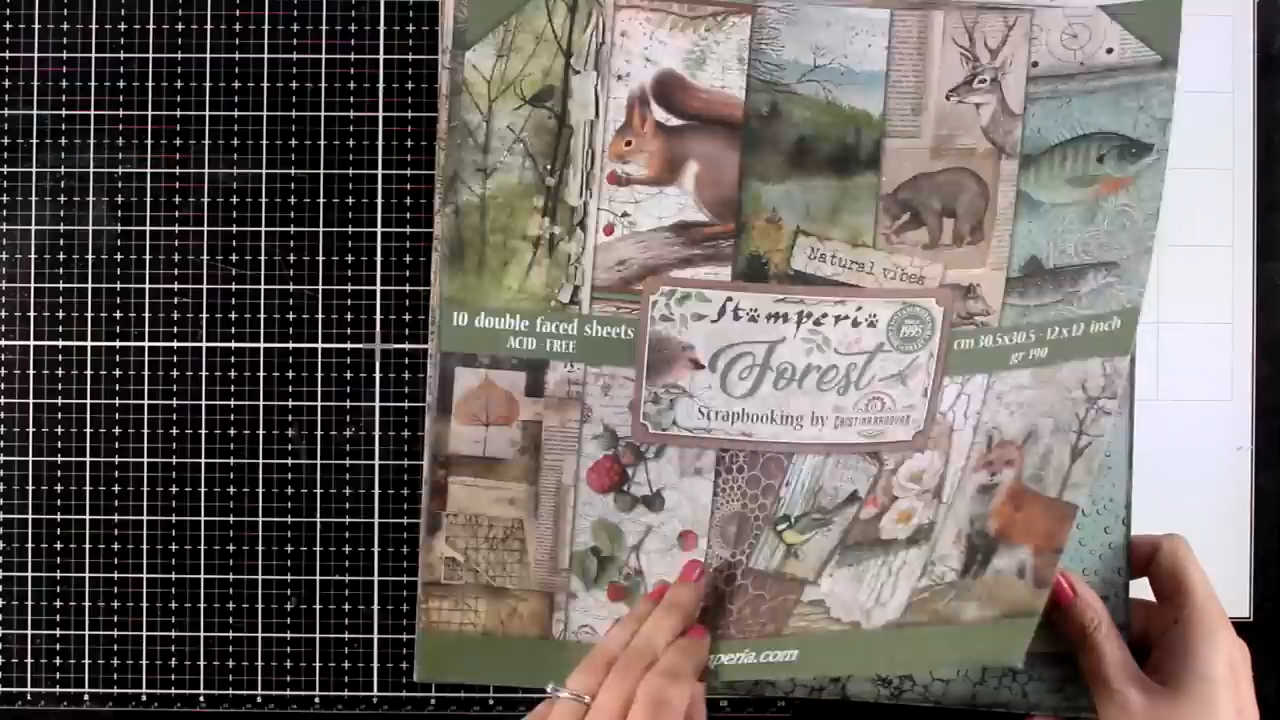 Natural vibes
10 double faced sheets
ACID - FREE
Stamperia
1995
Forest
Scrapbooking by
cm 30.5x30.5 - 12x12 inch
gr 190
peria.com